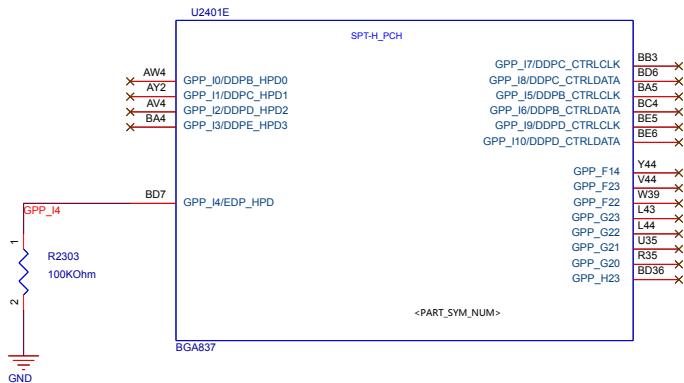 U2401E
SPT-H_PCH
AW4 GPP_I0/DDPB_HPD0
AY2 GPP_I1/DDPC_HPD1
AV4 GPP_I2/DDPD_HPD2
BA4 GPP_I3/DDPE_HPD3
BD7 GPP_I4/EDP_HPD
GPP_I4
1
R2303
100KOhm
2
GND
GPP_I7/DDPC_CTRLCLK BB3
GPP_I8/DDPC_CTRLDATA BD6
GPP_I5/DDPB_CTRLCLK BA5
GPP_I6/DDPB_CTRLDATA BC4
GPP_I9/DDPD_CTRLCLK BE5
GPP_I10/DDPD_CTRLDATA BE6
GPP_F14 Y44
GPP_F23 V44
GPP_F22 W39
GPP_G23 L43
GPP_G22 L44
GPP_G21 U35
GPP_G20 R35
GPP_H23 BD36
<PART_SYM_NUM>
BGA837